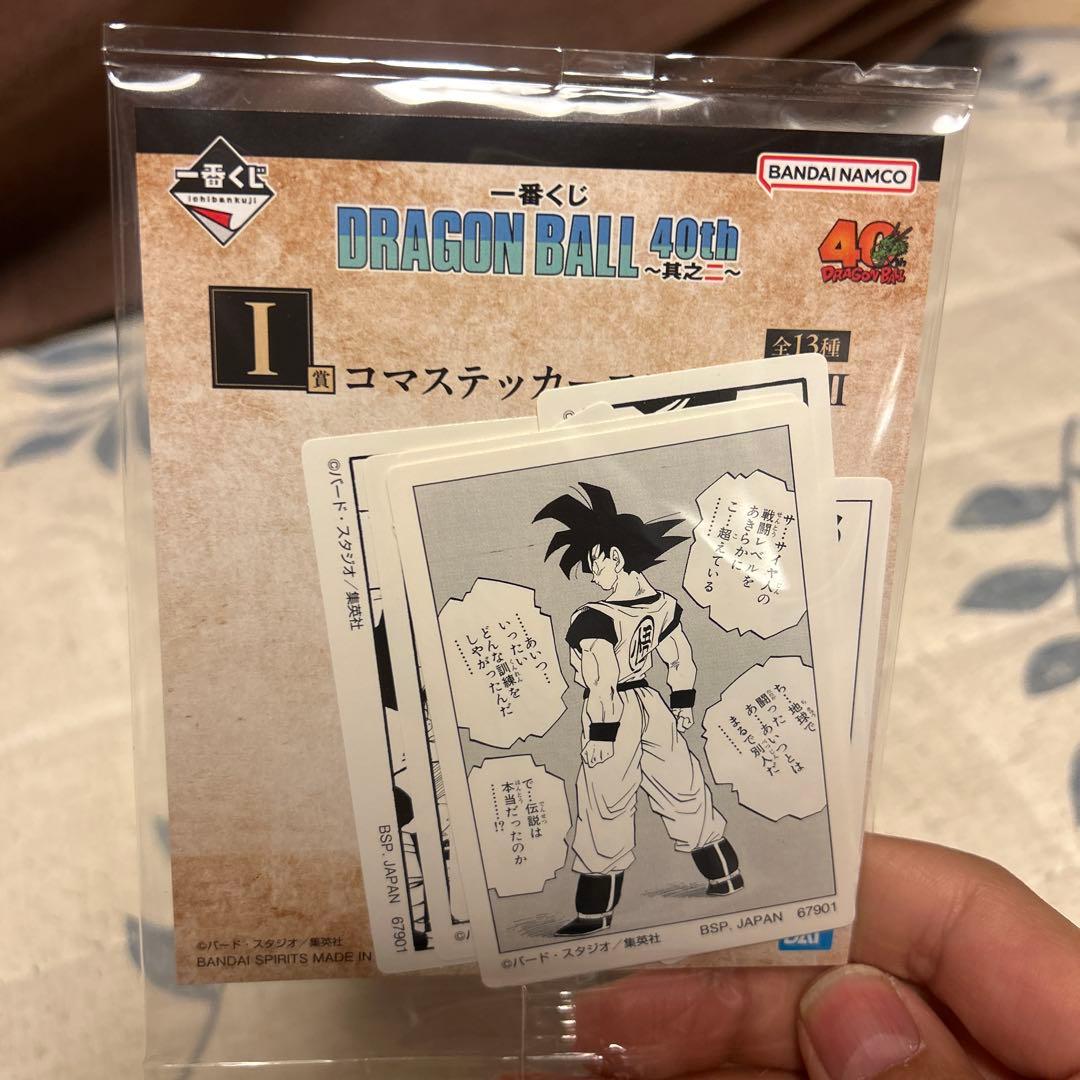 一番くじ
ichibankuji
一番くじ
DRAGON BALL 40th
～其之二～
BANDAI NAMCO
40th
DRAGON BALL
I
賞
コマステッカー
全13種
II
©バード・スタジオ／集英社
BSP, JAPAN 67901
サ…サイヤ人の
戦闘レベルを
あきらかに
こ…超えている
………
……あいつ…
いったい
どんな訓練を
しやがったんだ
……
ち…地球で
闘ったあいつとは
あ…あ…
まるで別人だ
……
で…伝説は
本当だったのか
……!?
©バード・スタジオ／集英社
BSP, JAPAN 67901
©バード・スタジオ／集英社
BANDAI SPIRITS MADE IN